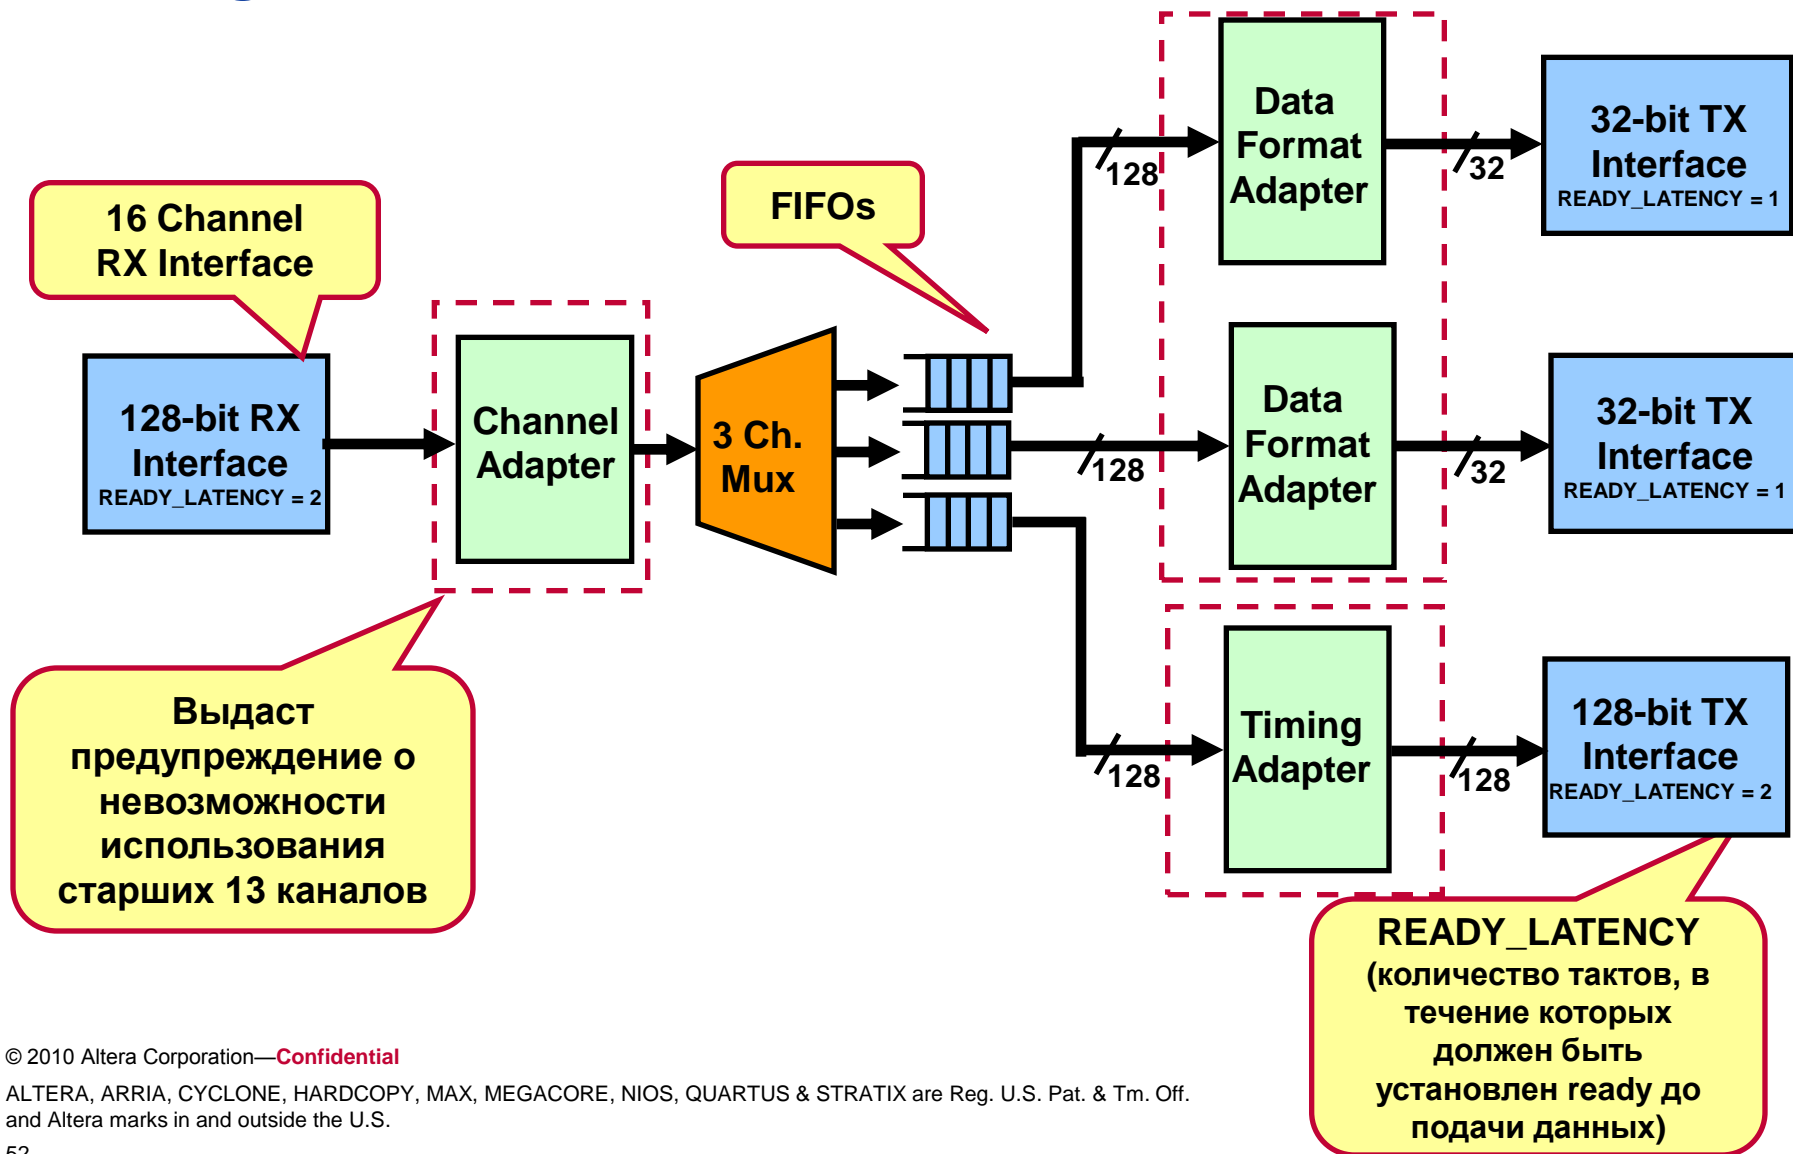 16 Channel
RX Interface
FIFOs
128-bit RX
Interface
READY_LATENCY = 2
Channel
Adapter
3 Ch.
Mux
128
Data
Format
Adapter
32
32-bit TX
Interface
READY_LATENCY = 1
128
Data
Format
Adapter
32
32-bit TX
Interface
READY_LATENCY = 1
128
Timing
Adapter
128
128-bit TX
Interface
READY_LATENCY = 2
Выдаст
предупреждение о
невозможности
использования
старших 13 каналов
READY_LATENCY
(количество тактов, в
течение которых
должен быть
установлен ready до
подачи данных)
© 2010 Altera Corporation—Confidential
ALTERA, ARRIA, CYCLONE, HARDCOPY, MAX, MEGACORE, NIOS, QUARTUS & STRATIX are Reg. U.S. Pat. & Tm. Off.
and Altera marks in and outside the U.S.
52